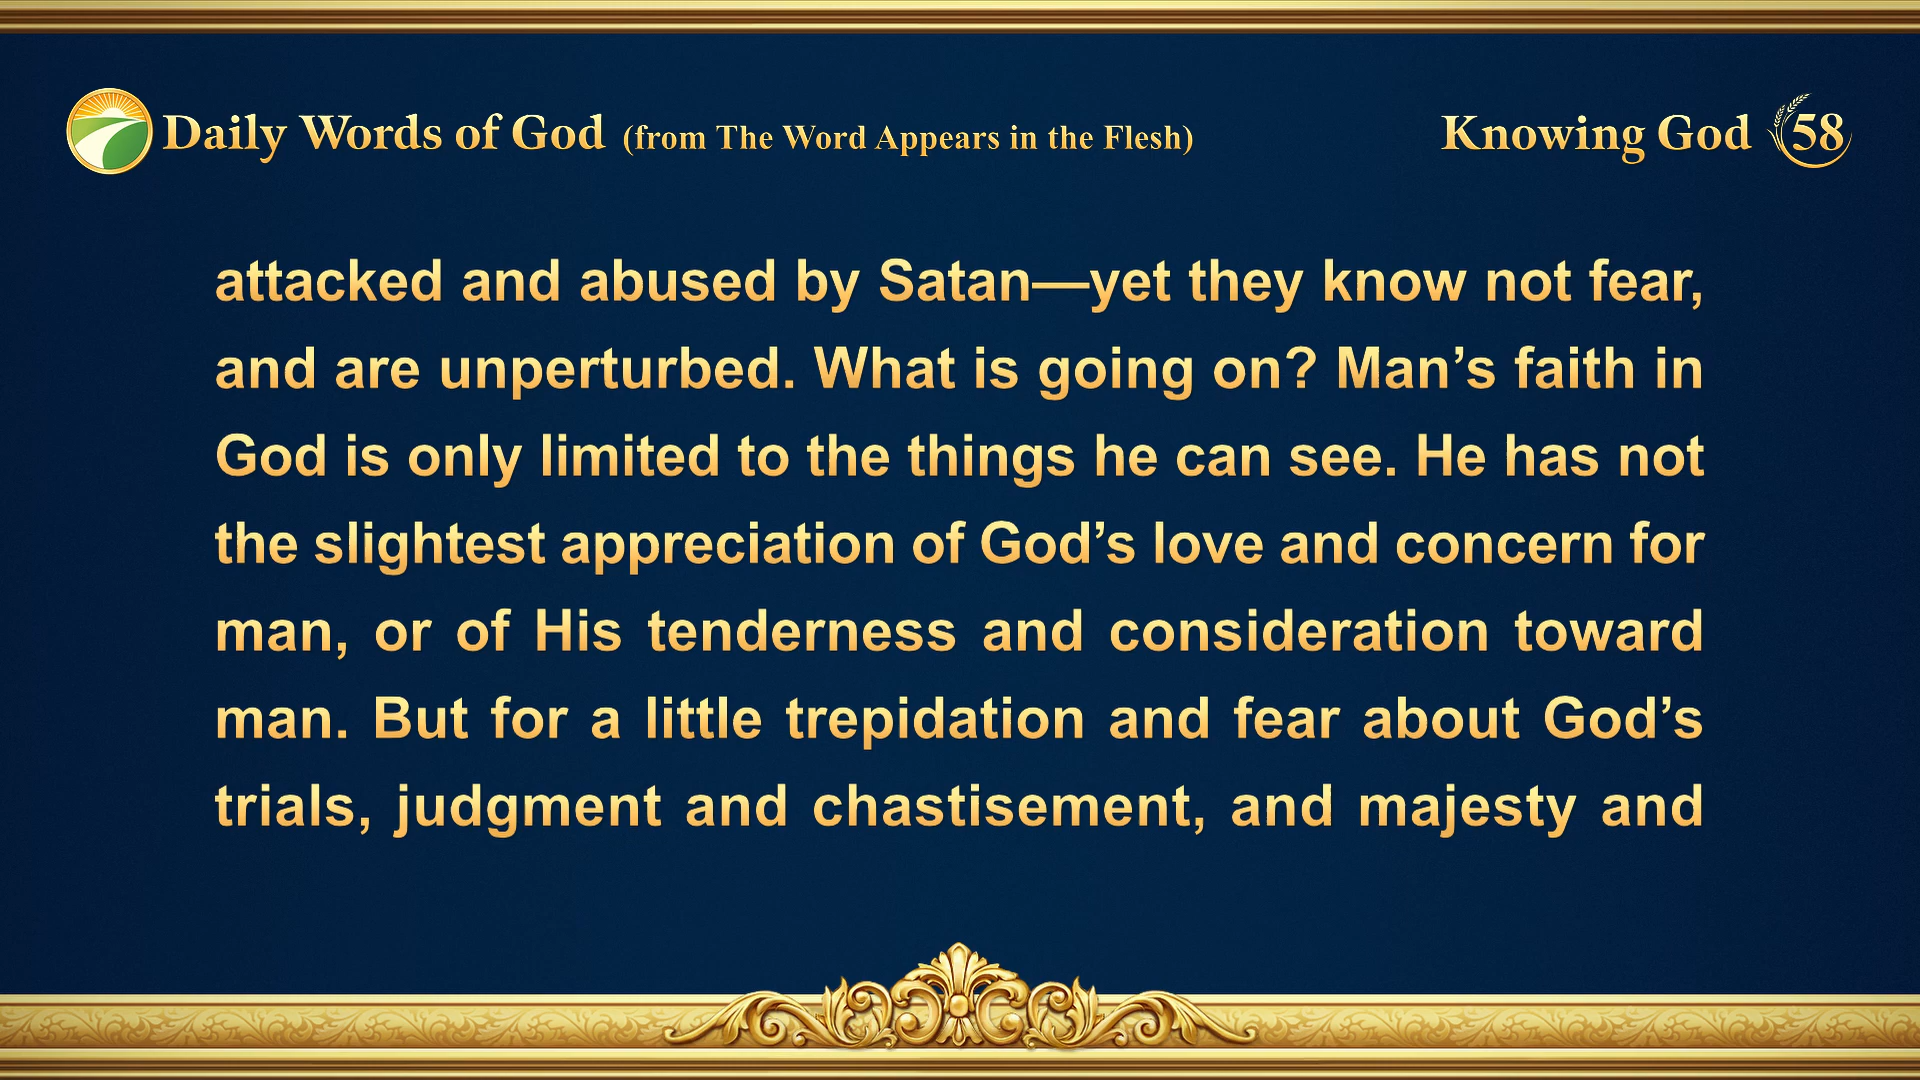 Daily Words of God (from The Word Appears in the Flesh)
Knowing God 58
attacked and abused by Satan—yet they know not fear,
and are unperturbed. What is going on? Man’s faith in
God is only limited to the things he can see. He has not
the slightest appreciation of God’s love and concern for
man, or of His tenderness and consideration toward
man. But for a little trepidation and fear about God’s
trials, judgment and chastisement, and majesty and